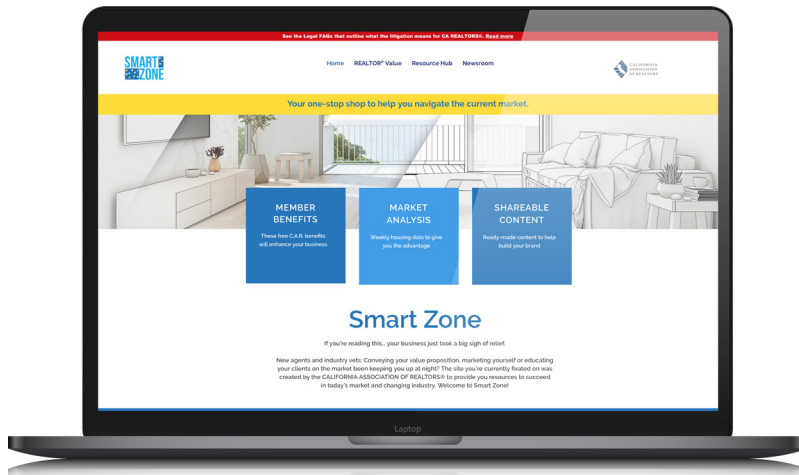 See the Legal FAQs that outline what the litigation means for CA REALTORS®. Read more
SMART
ZONE
Home REALTOR® Value Resource Hub Newsroom
CALIFORNIA
ASSOCIATION
OF REALTORS®
Your one-stop shop to help you navigate the current market.
MEMBER
BENEFITS
These free C.A.R. benefits
will enhance your business
MARKET
ANALYSIS
Weekly housing data to give
you the advantage
SHAREABLE
CONTENT
Ready-made content to help
build your brand
Smart Zone
If you're reading this.. your business just took a big sigh of relief.
New agents and industry vets: Conveying your value proposition, marketing yourself or educating
your clients on the market been keeping you up at night? The site you're currently fixated on was
created by the CALIFORNIA ASSOCIATION OF REALTORS® to provide you resources to succeed
in today's market and changing industry. Welcome to Smart Zone!
Laptop